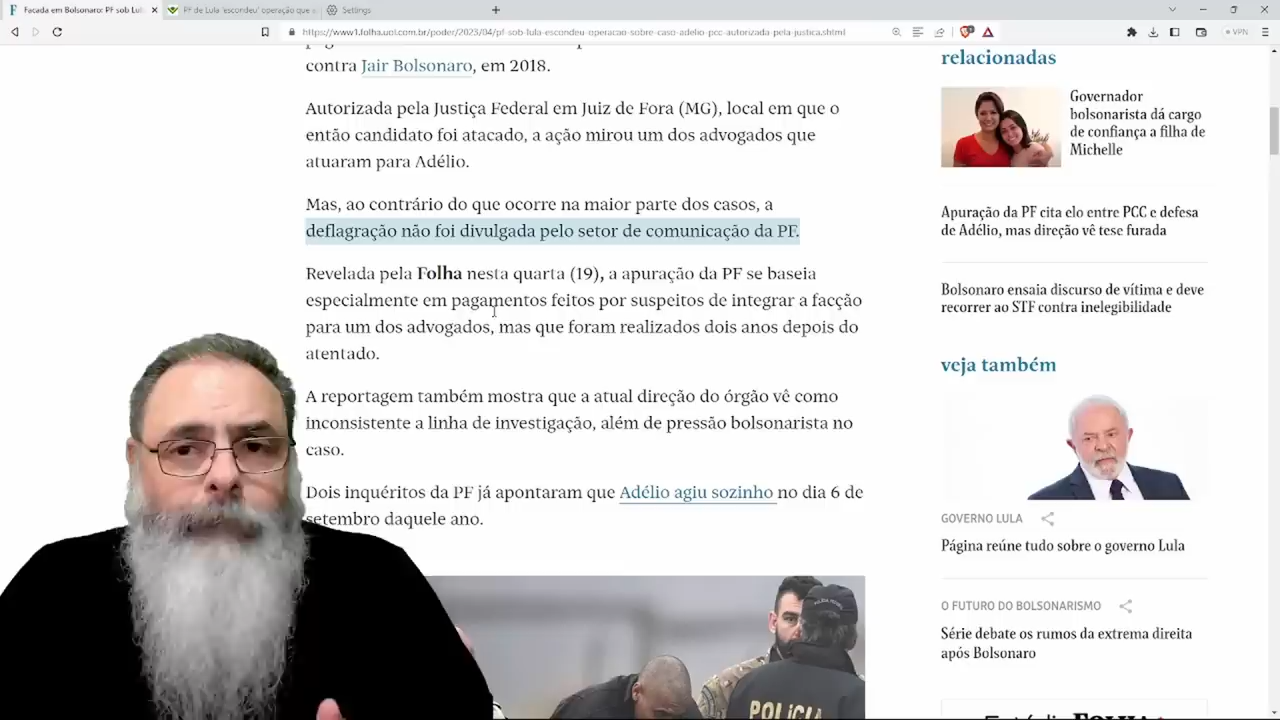 Facada em Bolsonaro: PF sob Lul
PF de Lula 'escondeu' operação que
Settings
https://www1.folha.uol.com.br/poder/2023/04/pf-sob-lula-escondeu-operacao-sobre-caso-adelio-pcc-autorizada-pela-justica.shtml
VPN
contra Jair Bolsonaro, em 2018.
Autorizada pela Justiça Federal em Juiz de Fora (MG), local em que o
então candidato foi atacado, a ação mirou um dos advogados que
atuaram para Adélio.
Mas, ao contrário do que ocorre na maior parte dos casos, a
deflagração não foi divulgada pelo setor de comunicação da PF.
Revelada pela Folha nesta quarta (19), a apuração da PF se baseia
especialmente em pagamentos feitos por suspeitos de integrar a facção
para um dos advogados, mas que foram realizados dois anos depois do
atentado.
A reportagem também mostra que a atual direção do órgão vê como
inconsistente a linha de investigação, além de pressão bolsonarista no
caso.
Dois inquéritos da PF já apontaram que Adélio agiu sozinho no dia 6 de
setembro daquele ano.
POLÍCIA
relacionadas
Governador
bolsonarista dá cargo
de confiança a filha de
Michelle
Apuração da PF cita elo entre PCC e defesa
de Adélio, mas direção vê tese furada
Bolsonaro ensaia discurso de vítima e deve
recorrer ao STF contra inelegibilidade
veja também
GOVERNO LULA
Página reúne tudo sobre o governo Lula
O FUTURO DO BOLSONARISMO
Série debate os rumos da extrema direita
após Bolsonaro